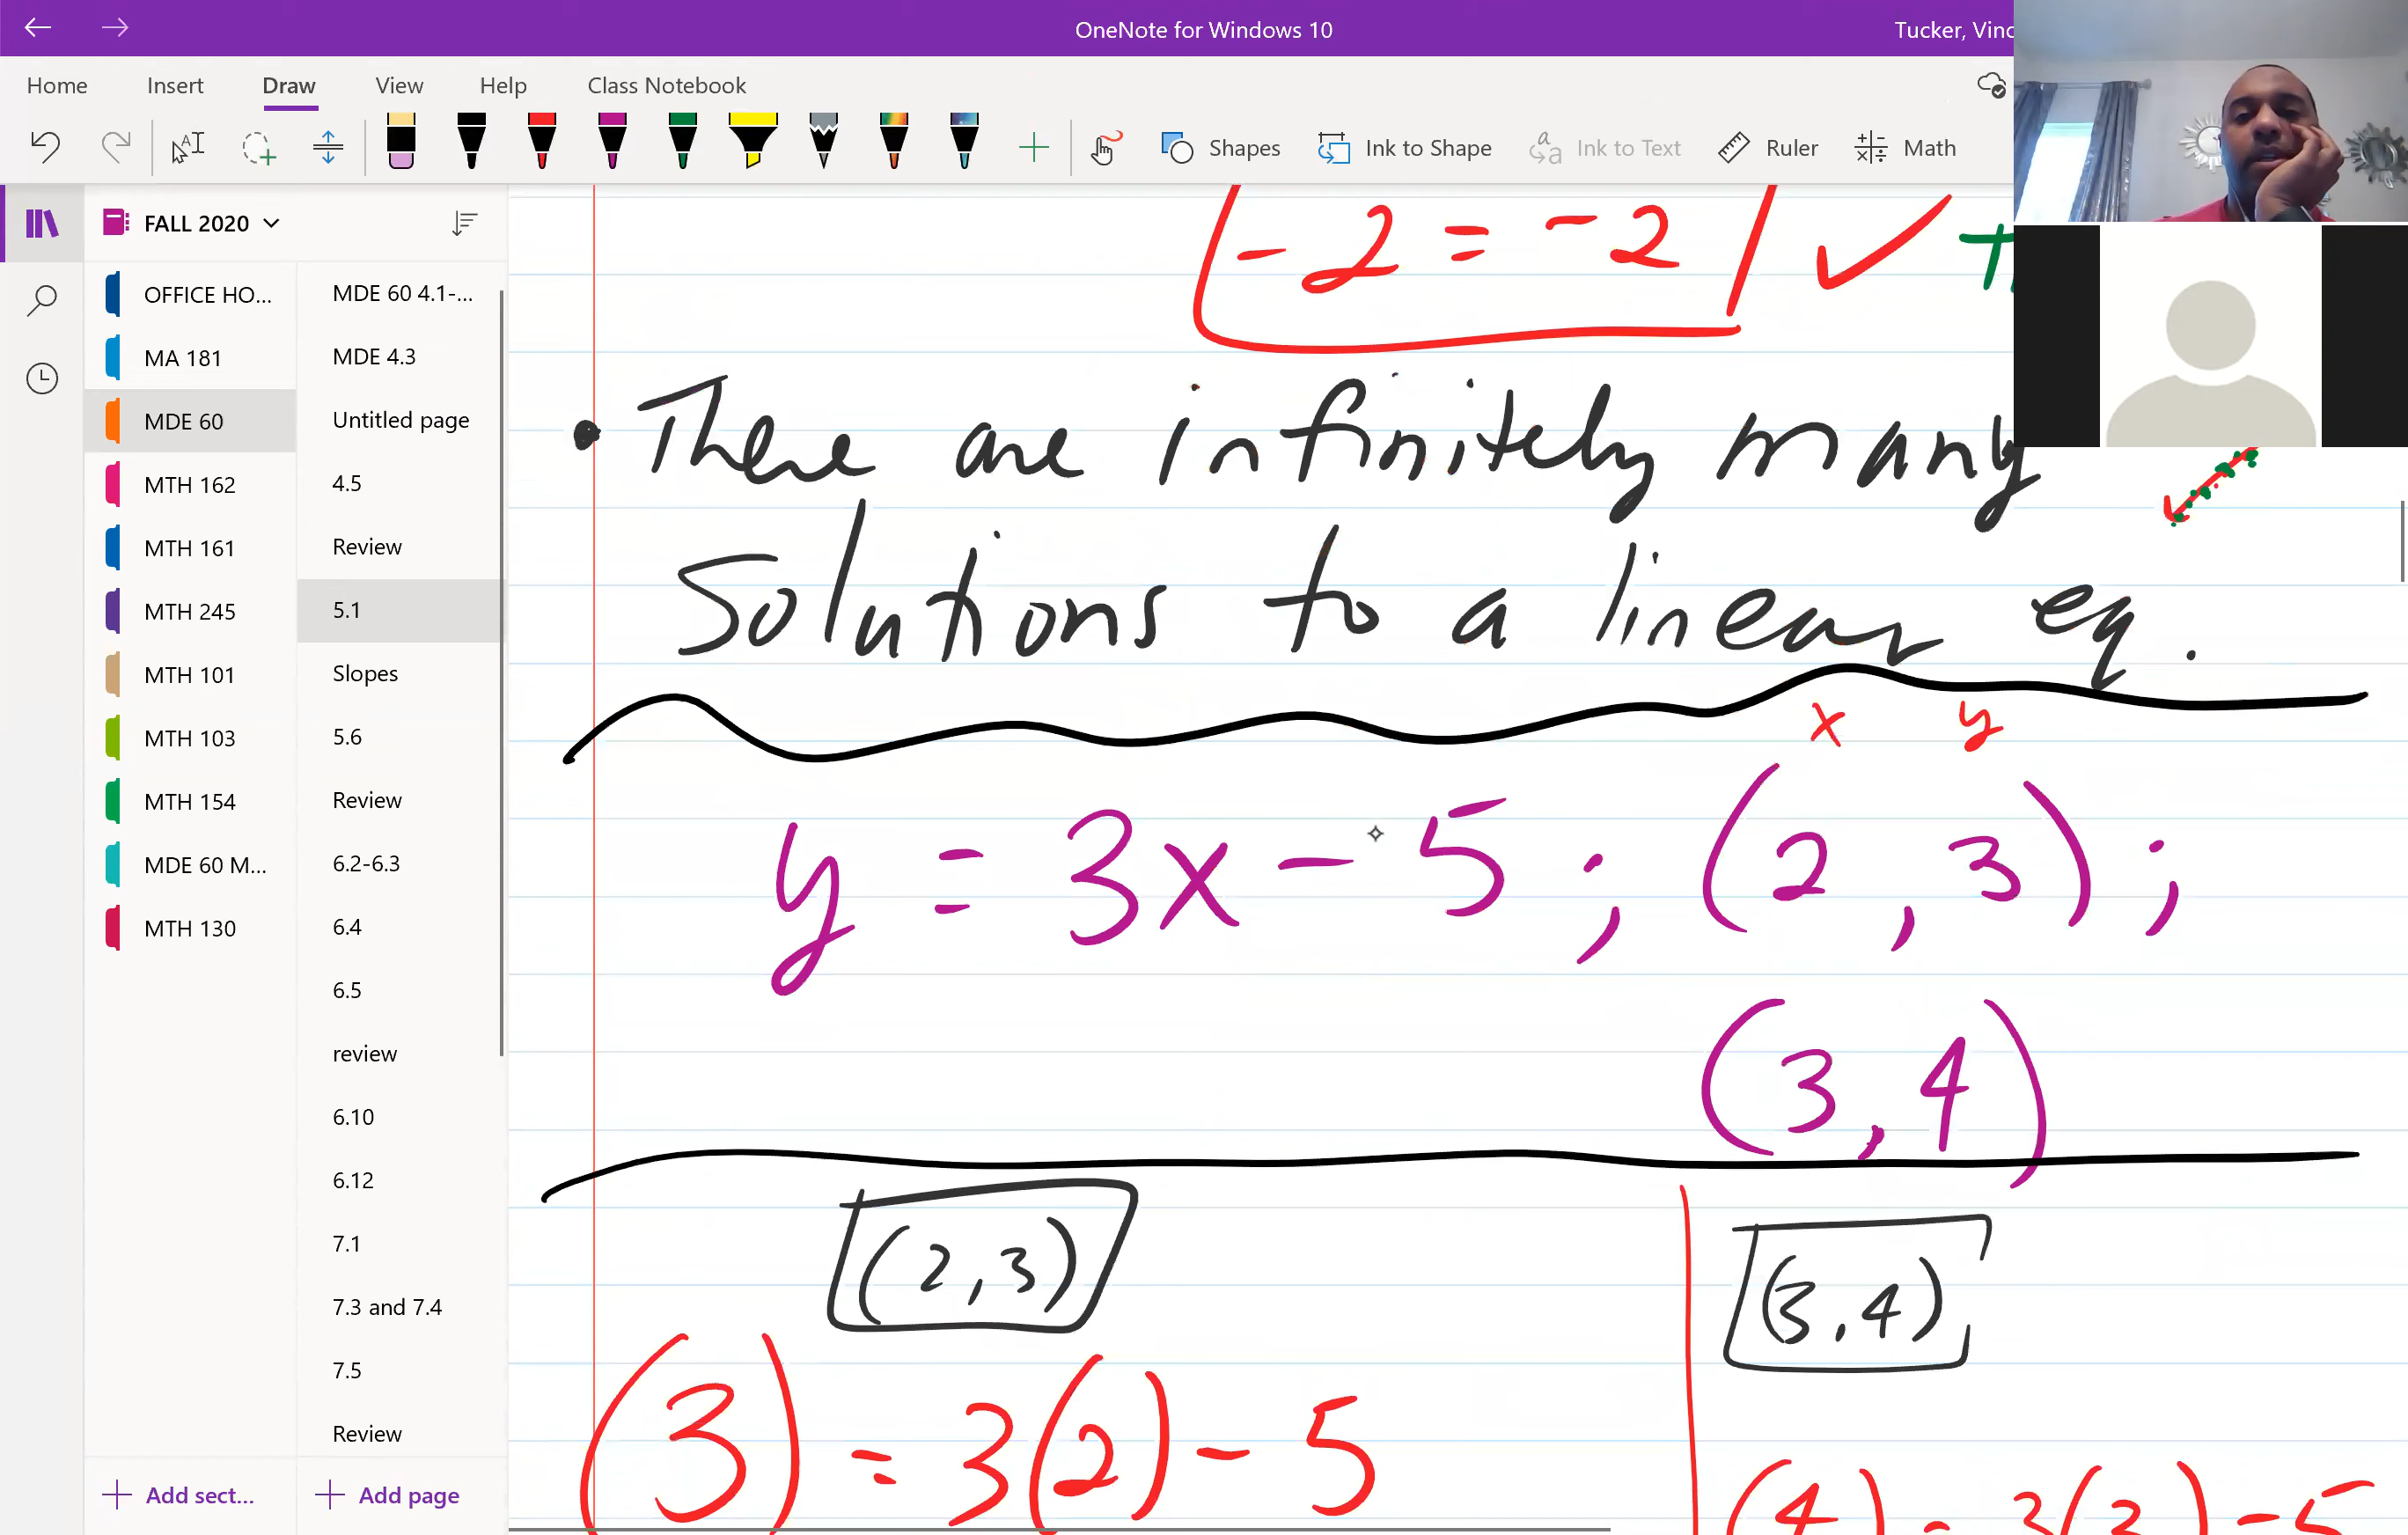 OneNote for Windows 10
Tucker, Vinc
Home Insert Draw View Help Class Notebook
Shapes Ink to Shape Ink to Text Ruler Math
FALL 2020
OFFICE HO...
MA 181
MDE 60
MTH 162
MTH 161
MTH 245
MTH 101
MTH 103
MTH 154
MDE 60 M...
MTH 130
Add sect...
MDE 60 4.1-...
MDE 4.3
Untitled page
4.5
Review
5.1
Slopes
5.6
Review
6.2-6.3
6.4
6.5
review
6.10
6.12
7.1
7.3 and 7.4
7.5
Review
Add page
-2 = -2 ✓
• There are infinitely many
Solutions to a linear eq.
x y
y = 3x - 5 ; (2, 3) ;
(3, 4)
(2, 3)
(3) = 3(2) - 5
(3, 4)
(4) = 3(3) - 5